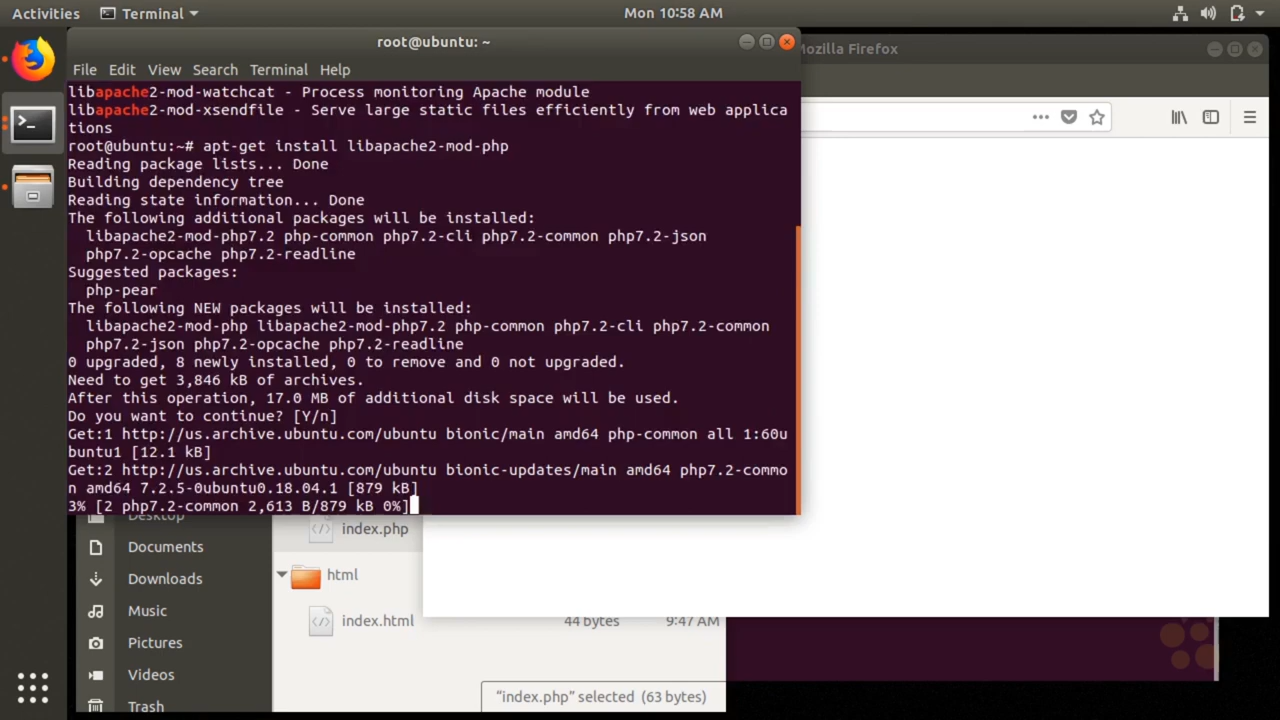 Activities
Terminal
Mon 10:58 AM
root@ubuntu: ~
Mozilla Firefox
File Edit View Search Terminal Help
libapache2-mod-watchcat - Process monitoring Apache module
libapache2-mod-xsendfile - Serve large static files efficiently from web applica
tions
root@ubuntu:~# apt-get install libapache2-mod-php
Reading package lists... Done
Building dependency tree
Reading state information... Done
The following additional packages will be installed:
libapache2-mod-php7.2 php-common php7.2-cli php7.2-common php7.2-json
php7.2-opcache php7.2-readline
Suggested packages:
php-pear
The following NEW packages will be installed:
libapache2-mod-php libapache2-mod-php7.2 php-common php7.2-cli php7.2-common
php7.2-json php7.2-opcache php7.2-readline
0 upgraded, 8 newly installed, 0 to remove and 0 not upgraded.
Need to get 3,846 kB of archives.
After this operation, 17.0 MB of additional disk space will be used.
Do you want to continue? [Y/n]
Get:1 http://us.archive.ubuntu.com/ubuntu bionic/main amd64 php-common all 1:60u
buntu1 [12.1 kB]
Get:2 http://us.archive.ubuntu.com/ubuntu bionic-updates/main amd64 php7.2-commo
n amd64 7.2.5-0ubuntu0.18.04.1 [879 kB]
3% [2 php7.2-common 2,613 B/879 kB 0%]
Desktop
Documents
Downloads
Music
Pictures
Videos
Trash
index.php
html
index.html 44 bytes 9:47 AM
“index.php” selected (63 bytes)